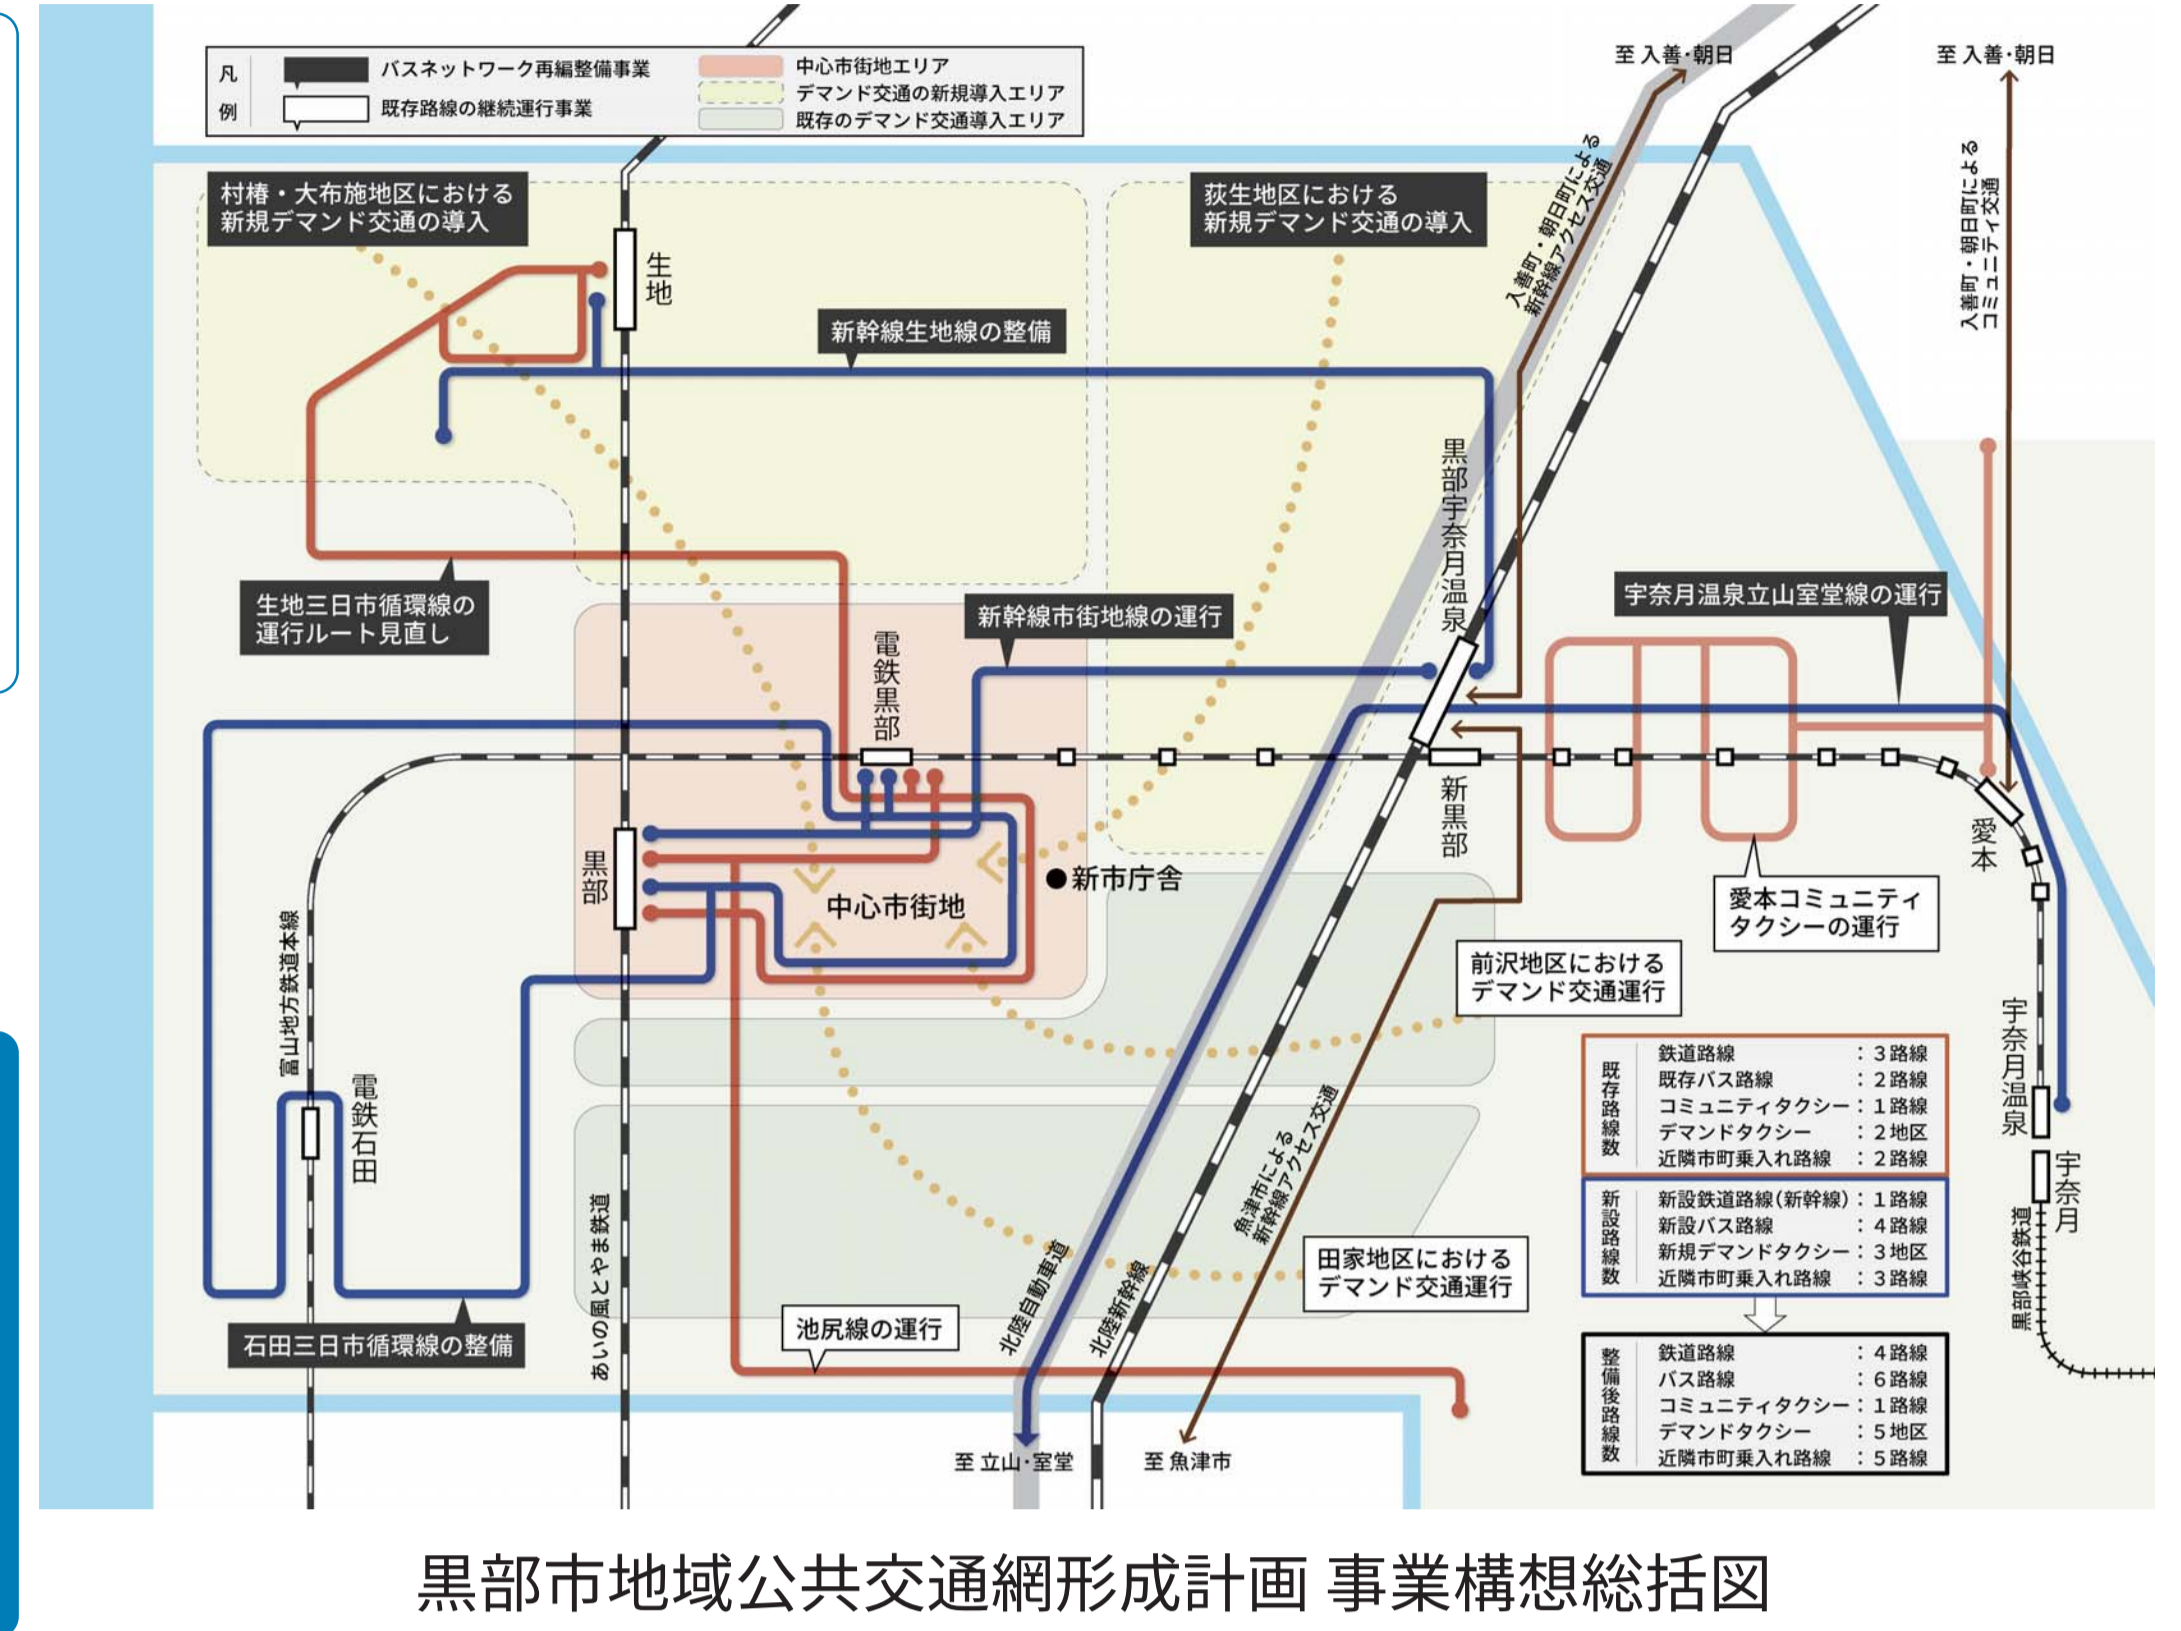 凡例
バスネットワーク再編整備事業
既存路線の継続運行事業
中心市街地エリア
デマンド交通の新規導入エリア
既存のデマンド交通導入エリア
至 入善・朝日
至 入善・朝日
村椿・大布施地区における
新規デマンド交通の導入
荻生地区における
新規デマンド交通の導入
入善町・朝日町による
新幹線アクセス交通
入善町・朝日町による
コミュニティ交通
生地
新幹線生地線の整備
黒部宇奈月温泉
生地三日市循環線の
運行ルート見直し
新幹線市街地線の運行
宇奈月温泉立山室堂線の運行
電鉄黒部
新黒部
愛本
黒部
中心市街地
新市庁舎
愛本コミュニティ
タクシーの運行
富山地方鉄道本線
前沢地区における
デマンド交通運行
電鉄石田
宇奈月温泉
宇奈月
黒部峡谷鉄道
あいの風とやま鉄道
魚津市による
新幹線アクセス交通
北陸自動車道
北陸新幹線
田家地区における
デマンド交通運行
池尻線の運行
石田三日市循環線の整備
至 立山・室堂
至 魚津市
既存路線数
鉄道路線：3路線
既存バス路線：2路線
コミュニティタクシー：1路線
デマンドタクシー：2地区
近隣市町乗入れ路線：2路線
新設路線数
新設鉄道路線(新幹線)：1路線
新設バス路線：4路線
新規デマンドタクシー：3地区
近隣市町乗入れ路線：3路線
整備後路線数
鉄道路線：4路線
バス路線：6路線
コミュニティタクシー：1路線
デマンドタクシー：5地区
近隣市町乗入れ路線：5路線
黒部市地域公共交通網形成計画 事業構想総括図